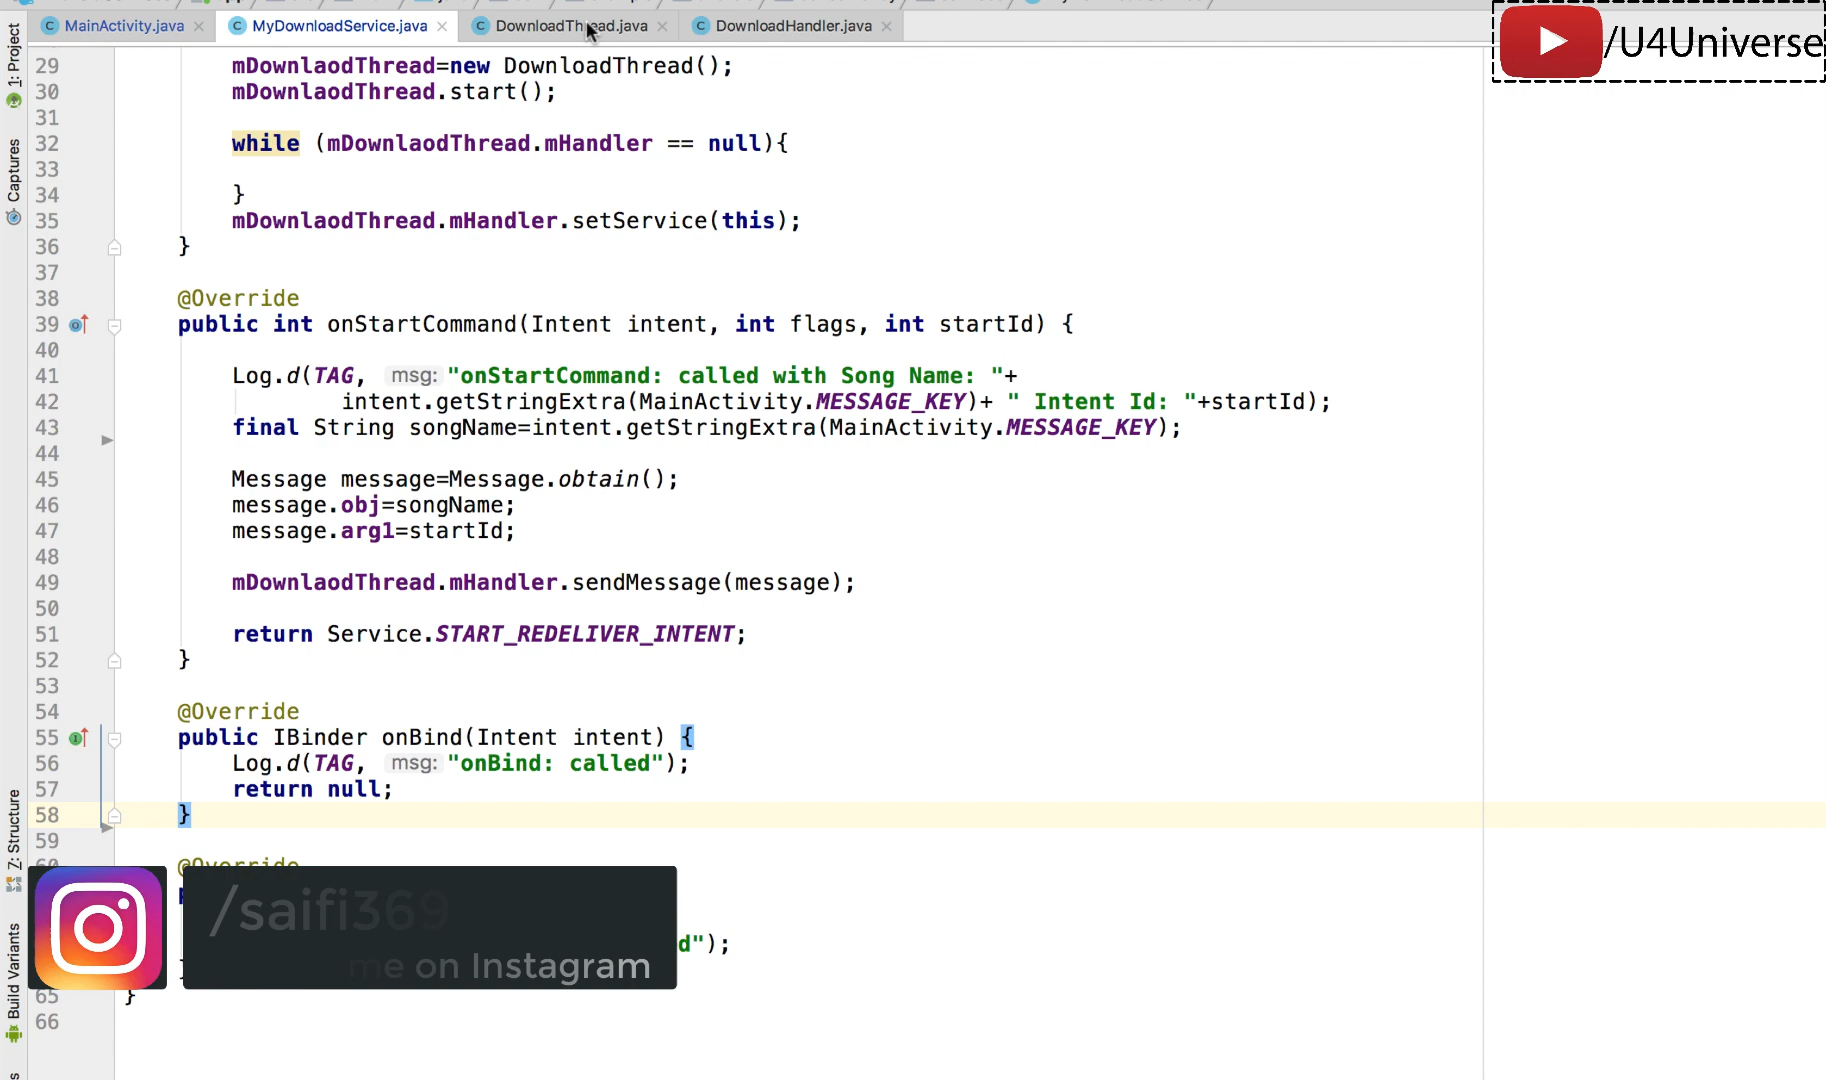 MainActivity.java
MyDownloadService.java
DownloadThread.java
DownloadHandler.java
/U4Universe
1: Project
Captures
Z: Structure
Build Variants
29 mDownlaodThread=new DownloadThread();
30 mDownlaodThread.start();
31
32 while (mDownlaodThread.mHandler == null){
33
34 }
35 mDownlaodThread.mHandler.setService(this);
36 }
37
38 @Override
39 public int onStartCommand(Intent intent, int flags, int startId) {
40
41 Log.d(TAG, msg: "onStartCommand: called with Song Name: "+
42 intent.getStringExtra(MainActivity.MESSAGE_KEY)+ " Intent Id: "+startId);
43 final String songName=intent.getStringExtra(MainActivity.MESSAGE_KEY);
44
45 Message message=Message.obtain();
46 message.obj=songName;
47 message.arg1=startId;
48
49 mDownlaodThread.mHandler.sendMessage(message);
50
51 return Service.START_REDELIVER_INTENT;
52 }
53
54 @Override
55 public IBinder onBind(Intent intent) {
56 Log.d(TAG, msg: "onBind: called");
57 return null;
58 }
59
60 @Override
d");
65 }
66
/saifi369
me on Instagram